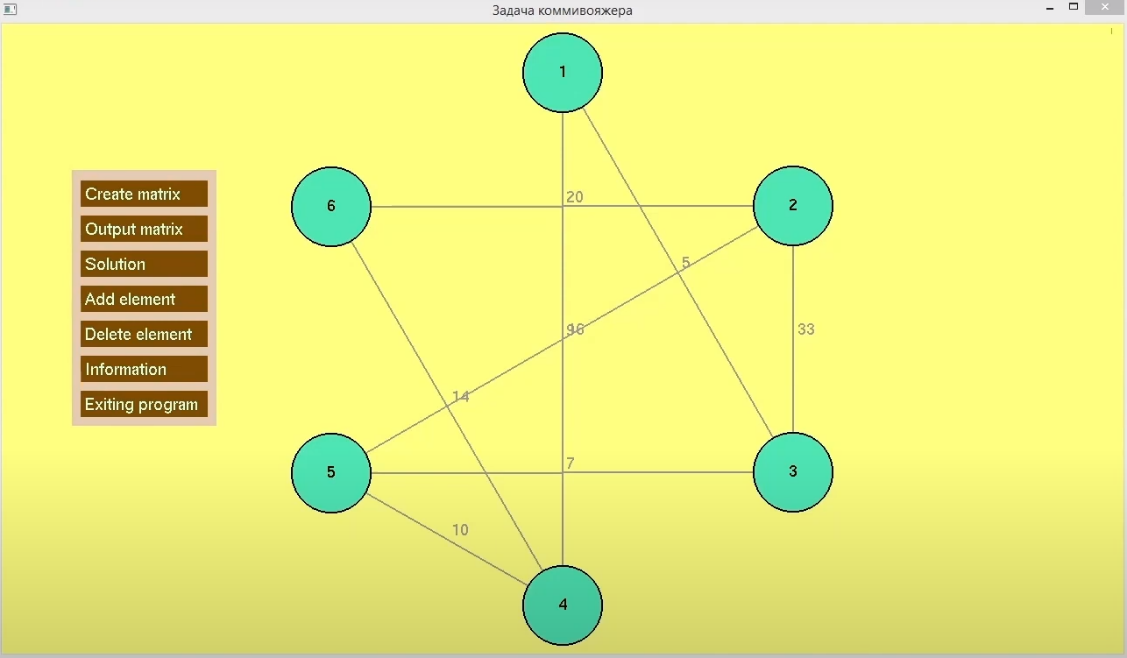 Задача коммивояжера
1
20
6
2
Create matrix
Output matrix
Solution
Add element
Delete element
Information
Exiting program
5
33
14
7
5
3
10
4